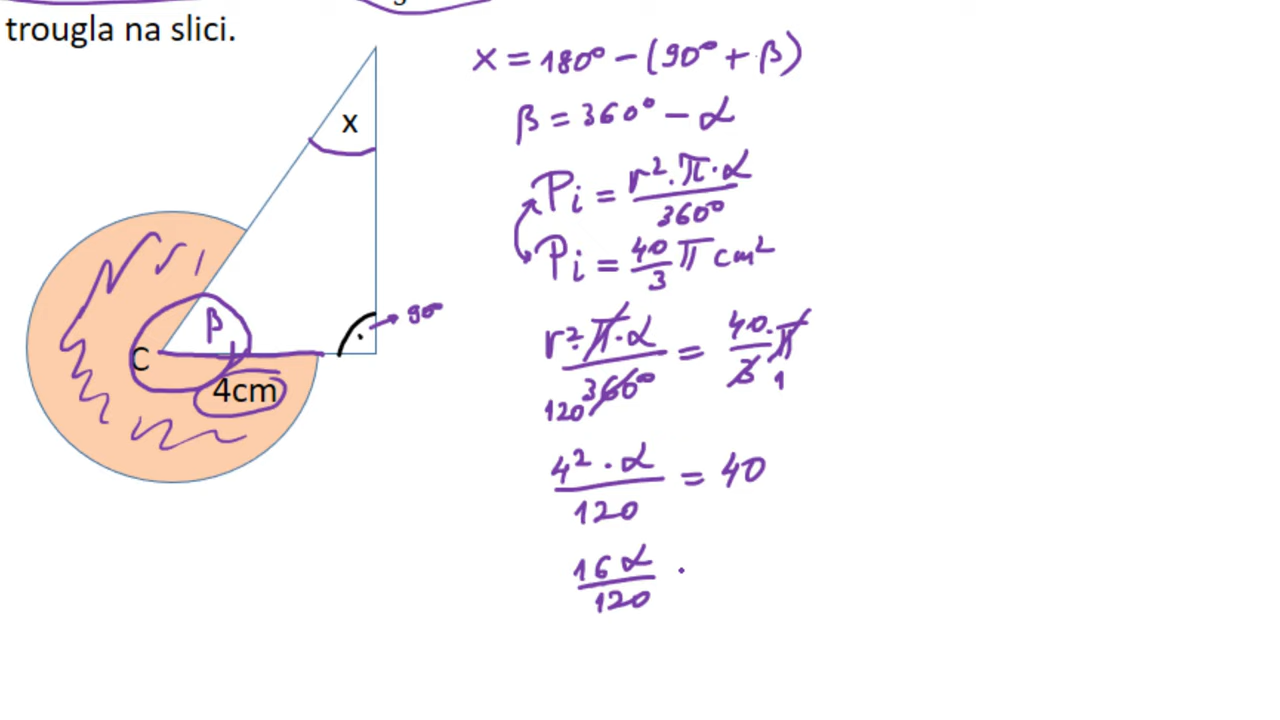 trougla na slici.
x = 180° - (90° + β)
β = 360° - α
Pi = r²·π·α / 360°
Pi = 40/3 π cm²
r²·π·α / 360° = 40·π / 3
120
1
4²·α / 120 = 40
16α / 120 ·
x
β
90°
C
4cm